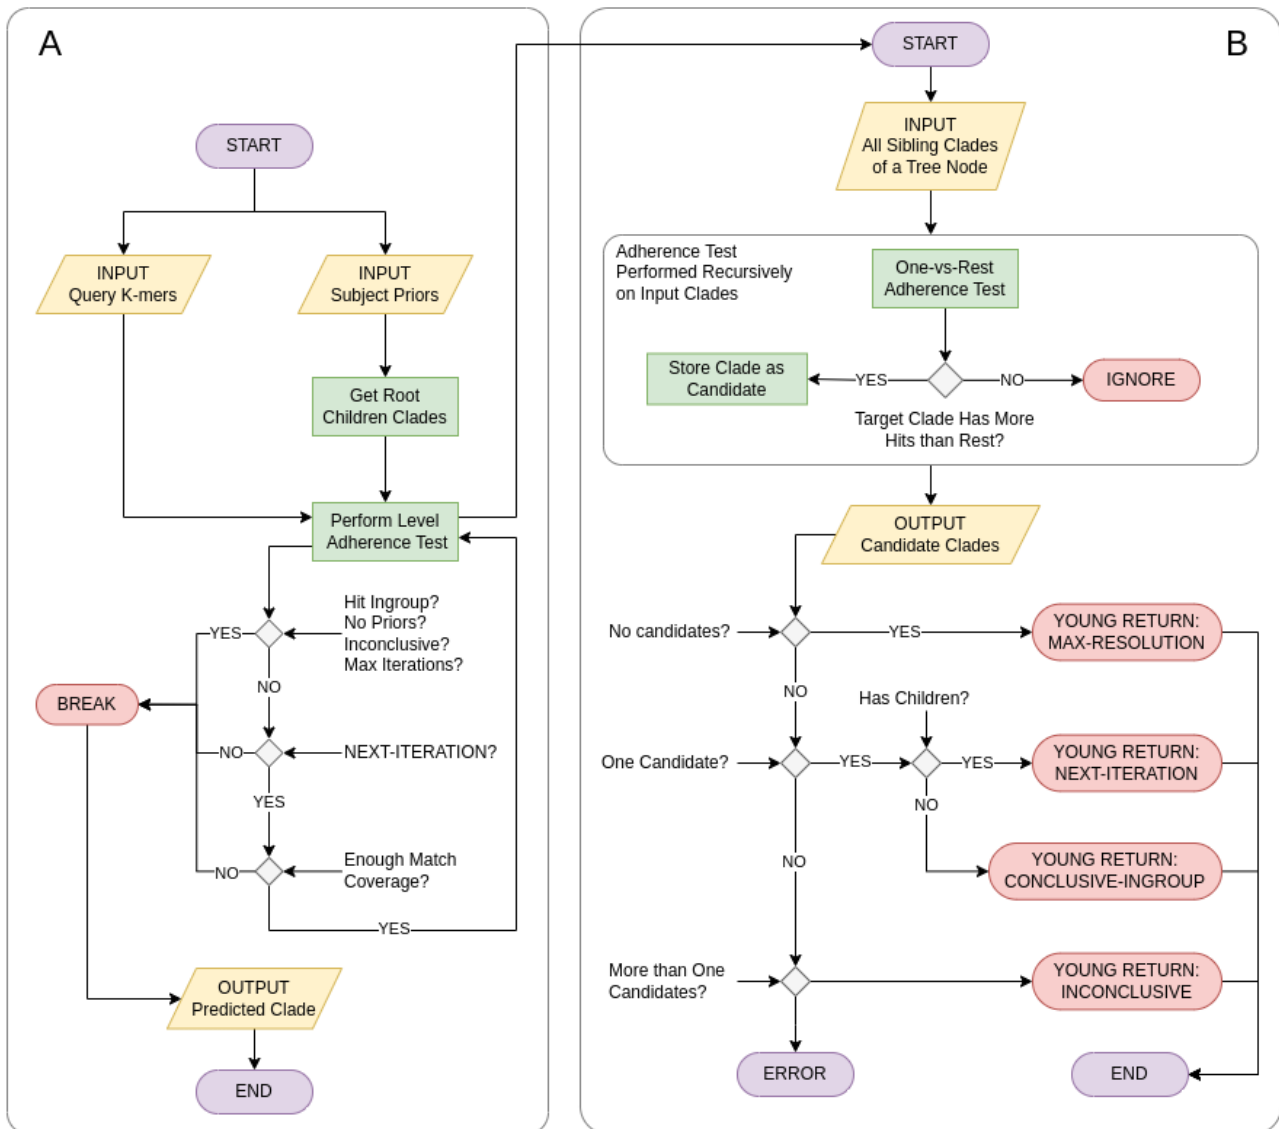 A
START
INPUT
Query K-mers
INPUT
Subject Priors
Get Root
Children Clades
Perform Level
Adherence Test
Hit Ingroup?
No Priors?
Inconclusive?
Max Iterations?
YES
NO
BREAK
NO
NEXT-ITERATION?
YES
NO
Enough Match
Coverage?
YES
OUTPUT
Predicted Clade
END
B
START
INPUT
All Sibling Clades
of a Tree Node
Adherence Test
Performed Recursively
on Input Clades
One-vs-Rest
Adherence Test
Store Clade as
Candidate
YES
NO
IGNORE
Target Clade Has More
Hits than Rest?
OUTPUT
Candidate Clades
No candidates?
YES
YOUNG RETURN:
MAX-RESOLUTION
NO
Has Children?
One Candidate?
YES
YES
YOUNG RETURN:
NEXT-ITERATION
NO
NO
YOUNG RETURN:
CONCLUSIVE-INGROUP
More than One
Candidates?
YOUNG RETURN:
INCONCLUSIVE
ERROR
END